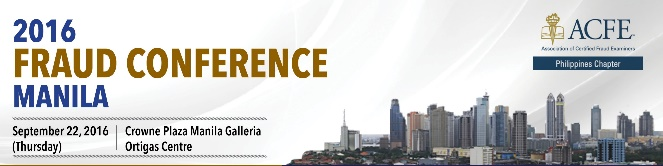 2016
FRAUD CONFERENCE
MANILA
September 22, 2016
(Thursday)
Crowne Plaza Manila Galleria
Ortigas Centre
ACFE
Association of Certified Fraud Examiners
Philippines Chapter